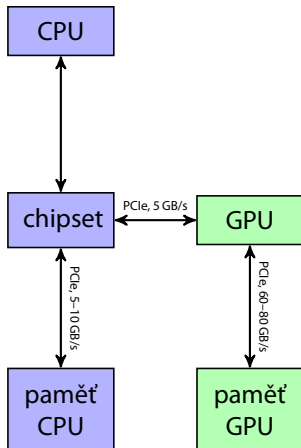 CPU
chipset
PCIe, 5 GB/s
GPU
PCIe, 5–10 GB/s
PCIe, 60–80 GB/s
paměť
CPU
paměť
GPU